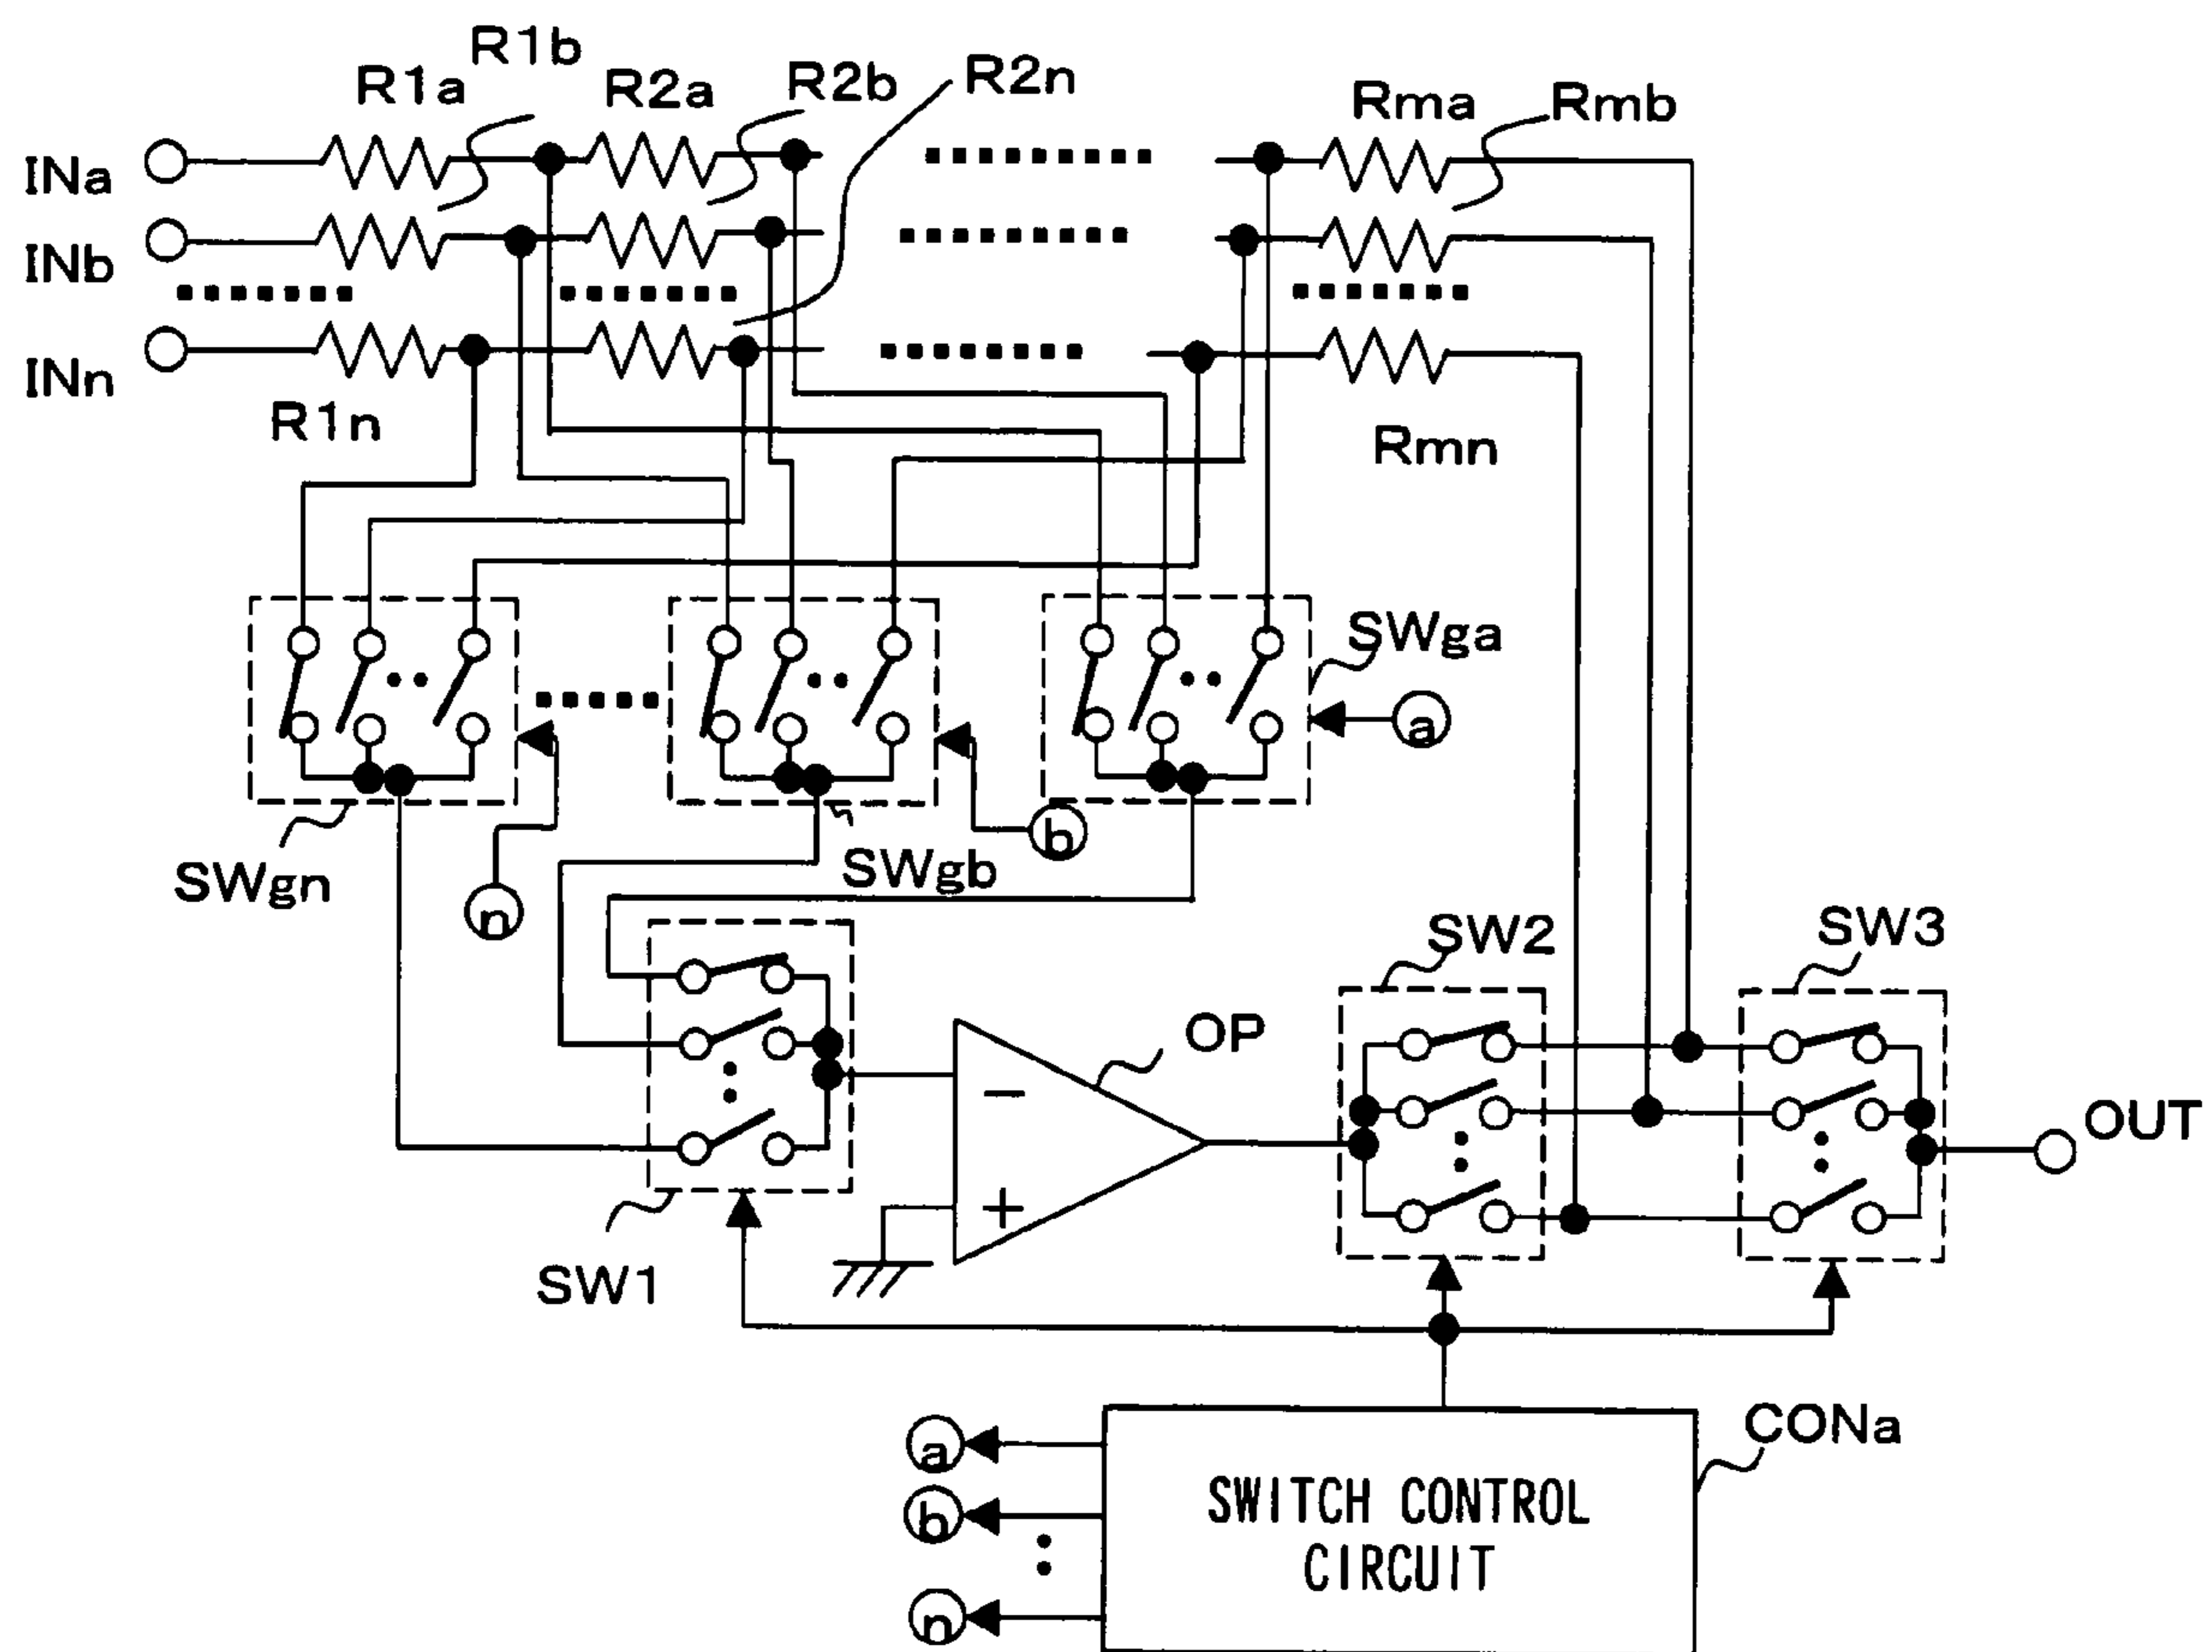 R1b
R1a
R2a
R2b
R2n
Rma
Rmb
INa
INb
INn
R1n
Rmn
SWga
a
b
SWgb
SWgn
n
SW2
SW3
OP
−
+
OUT
SW1
CONa
a
b
n
SWITCH CONTROL
CIRCUIT